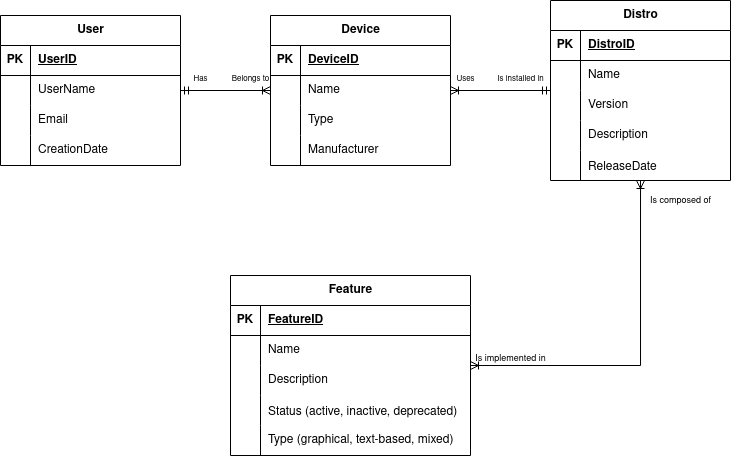 User
PK UserID
UserName
Email
CreationDate
Has
Belongs to
Device
PK DeviceID
Name
Type
Manufacturer
Uses
Is installed in
Distro
PK DistroID
Name
Version
Description
ReleaseDate
Is composed of
Feature
PK FeatureID
Name
Description
Status (active, inactive, deprecated)
Type (graphical, text-based, mixed)
Is implemented in